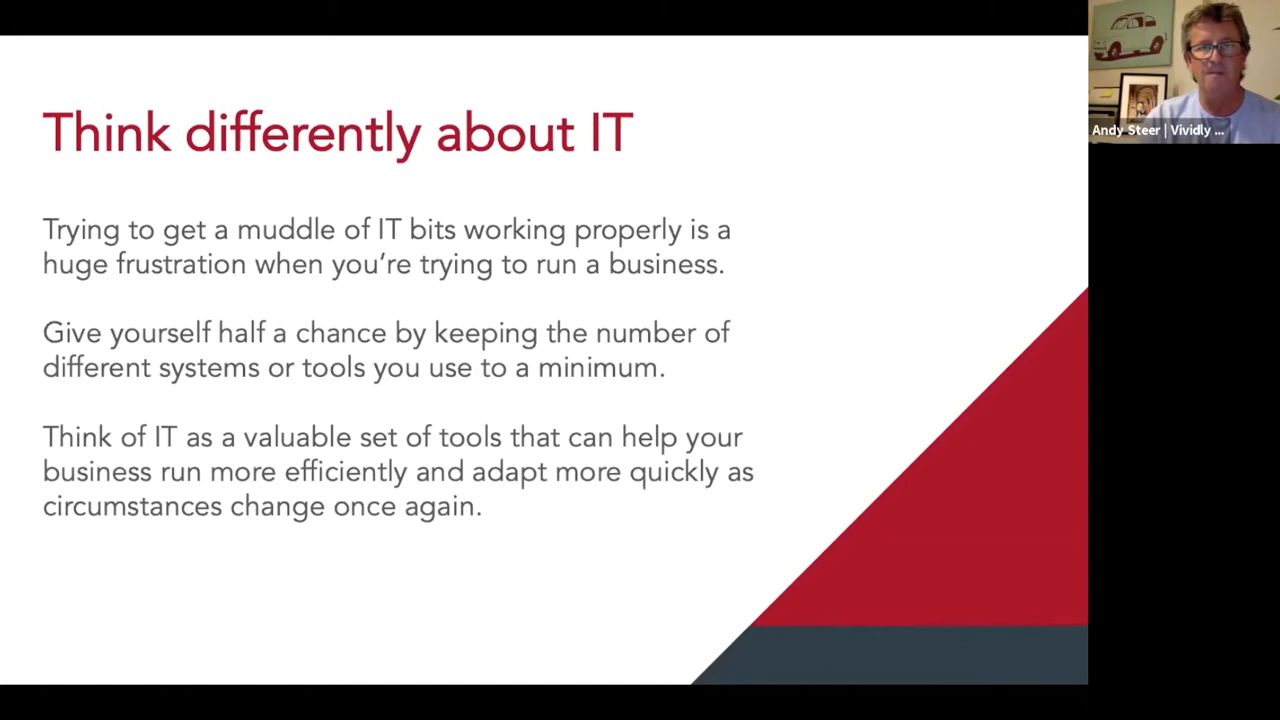 Think differently about IT
Trying to get a muddle of IT bits working properly is a
huge frustration when you’re trying to run a business.
Give yourself half a chance by keeping the number of
different systems or tools you use to a minimum.
Think of IT as a valuable set of tools that can help your
business run more efficiently and adapt more quickly as
circumstances change once again.
Andy Steer | Vividly ...